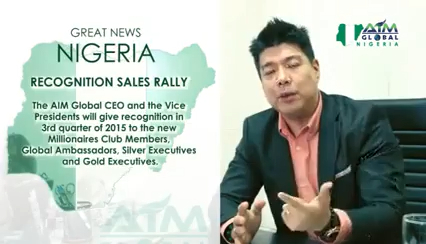 GREAT NEWS
NIGERIA
RECOGNITION SALES RALLY
The AIM Global CEO and the Vice
Presidents will give recognition in
3rd quarter of 2015 to the new
Millionaires Club Members,
Global Ambassadors, Silver Executives
and Gold Executives.
AIM
GLOBAL
NIGERIA